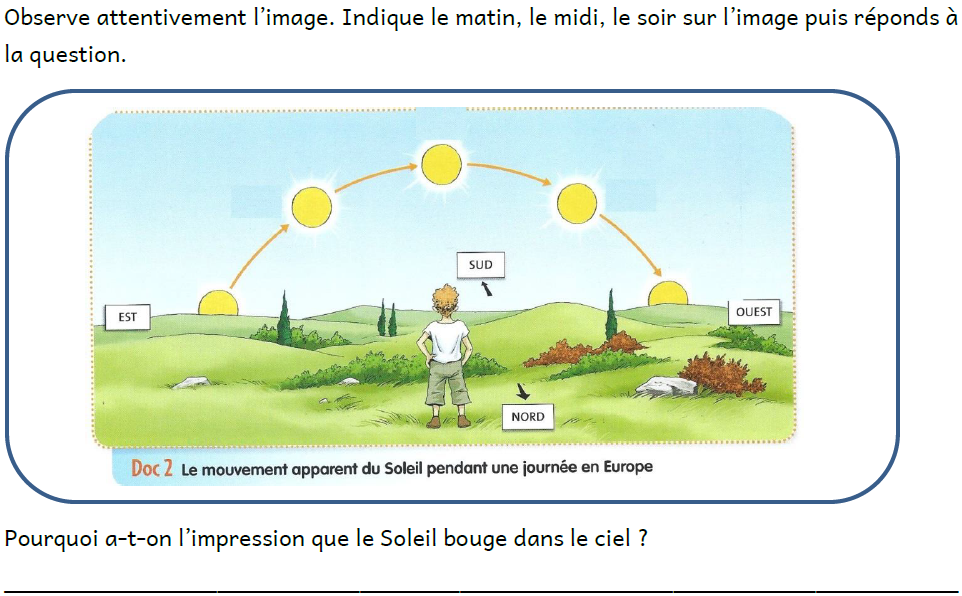 Observe attentivement l’image. Indique le matin, le midi, le soir sur l’image puis réponds à
la question.
SUD
EST
OUEST
NORD
Doc 2 Le mouvement apparent du Soleil pendant une journée en Europe
Pourquoi a-t-on l’impression que le Soleil bouge dans le ciel ?